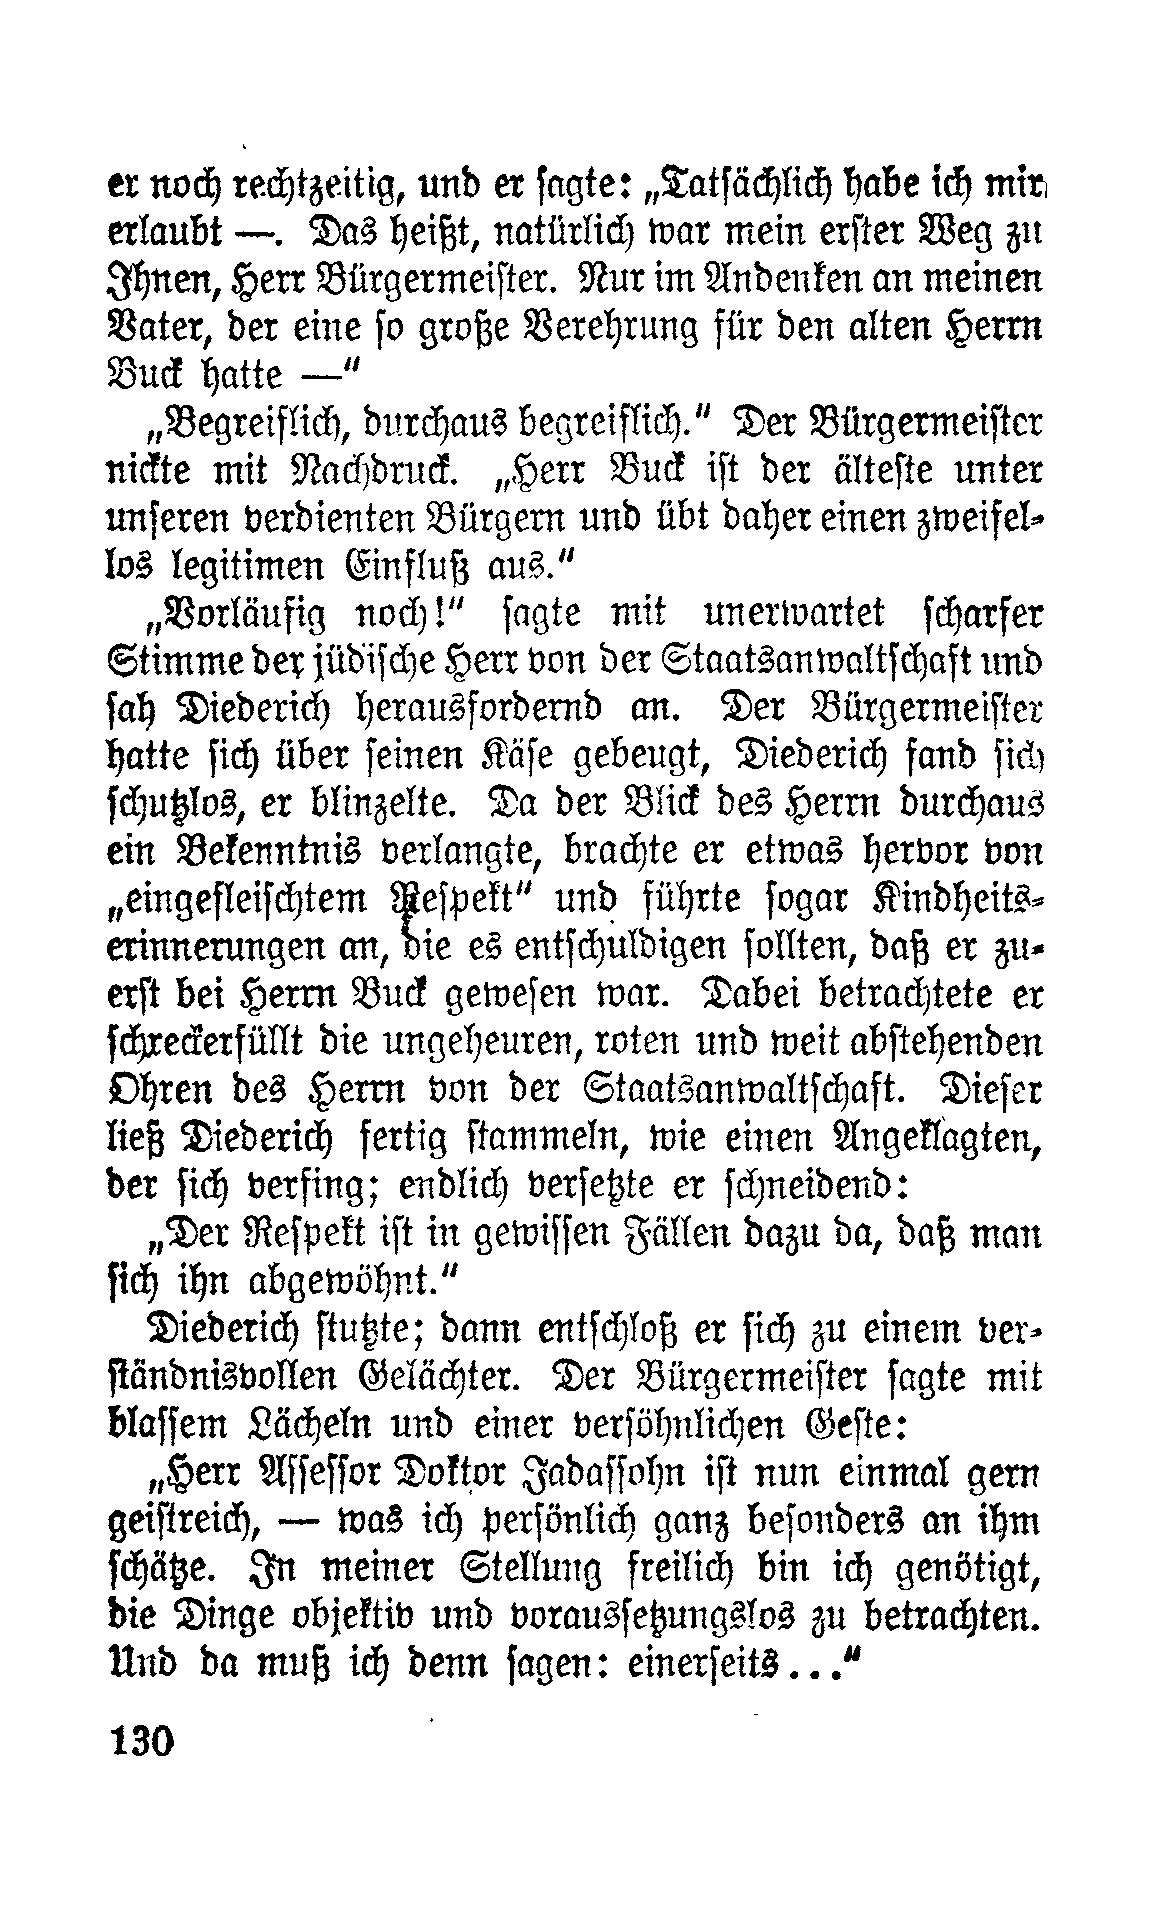 er noch rechtzeitig, und er sagte: „Tatsächlich habe ich mir
erlaubt —. Das heißt, natürlich war mein erster Weg zu
Ihnen, Herr Bürgermeister. Nur im Andenken an meinen
Vater, der eine so große Verehrung für den alten Herrn
Buck hatte —“
„Begreiflich, durchaus begreiflich.“ Der Bürgermeister
nickte mit Nachdruck. „Herr Buck ist der älteste unter
unseren verdienten Bürgern und übt daher einen zweifel-
los legitimen Einfluß aus.“
„Vorläufig noch!“ sagte mit unerwartet scharfer
Stimme der jüdische Herr von der Staatsanwaltschaft und
sah Diederich herausfordernd an. Der Bürgermeister
hatte sich über seinen Käse gebeugt, Diederich fand sich
schutzlos, er blinzelte. Da der Blick des Herrn durchaus
ein Bekenntnis verlangte, brachte er etwas hervor von
„eingefleischtem Respekt“ und führte sogar Kindheits-
erinnerungen an, die es entschuldigen sollten, daß er zu-
erst bei Herrn Buck gewesen war. Dabei betrachtete er
schreckerfüllt die ungeheuren, roten und weit abstehenden
Ohren des Herrn von der Staatsanwaltschaft. Dieser
ließ Diederich fertig stammeln, wie einen Angeklagten,
der sich verfing; endlich versetzte er schneidend:
„Der Respekt ist in gewissen Fällen dazu da, daß man
sich ihn abgewöhnt.“
Diederich stutzte; dann entschloß er sich zu einem ver-
ständnisvollen Gelächter. Der Bürgermeister sagte mit
blassem Lächeln und einer versöhnlichen Geste:
„Herr Assessor Doktor Jadassohn ist nun einmal gern
geistreich, — was ich persönlich ganz besonders an ihm
schätze. In meiner Stellung freilich bin ich genötigt,
die Dinge objektiv und voraussetzungslos zu betrachten.
Und da muß ich denn sagen: einerseits...“
130